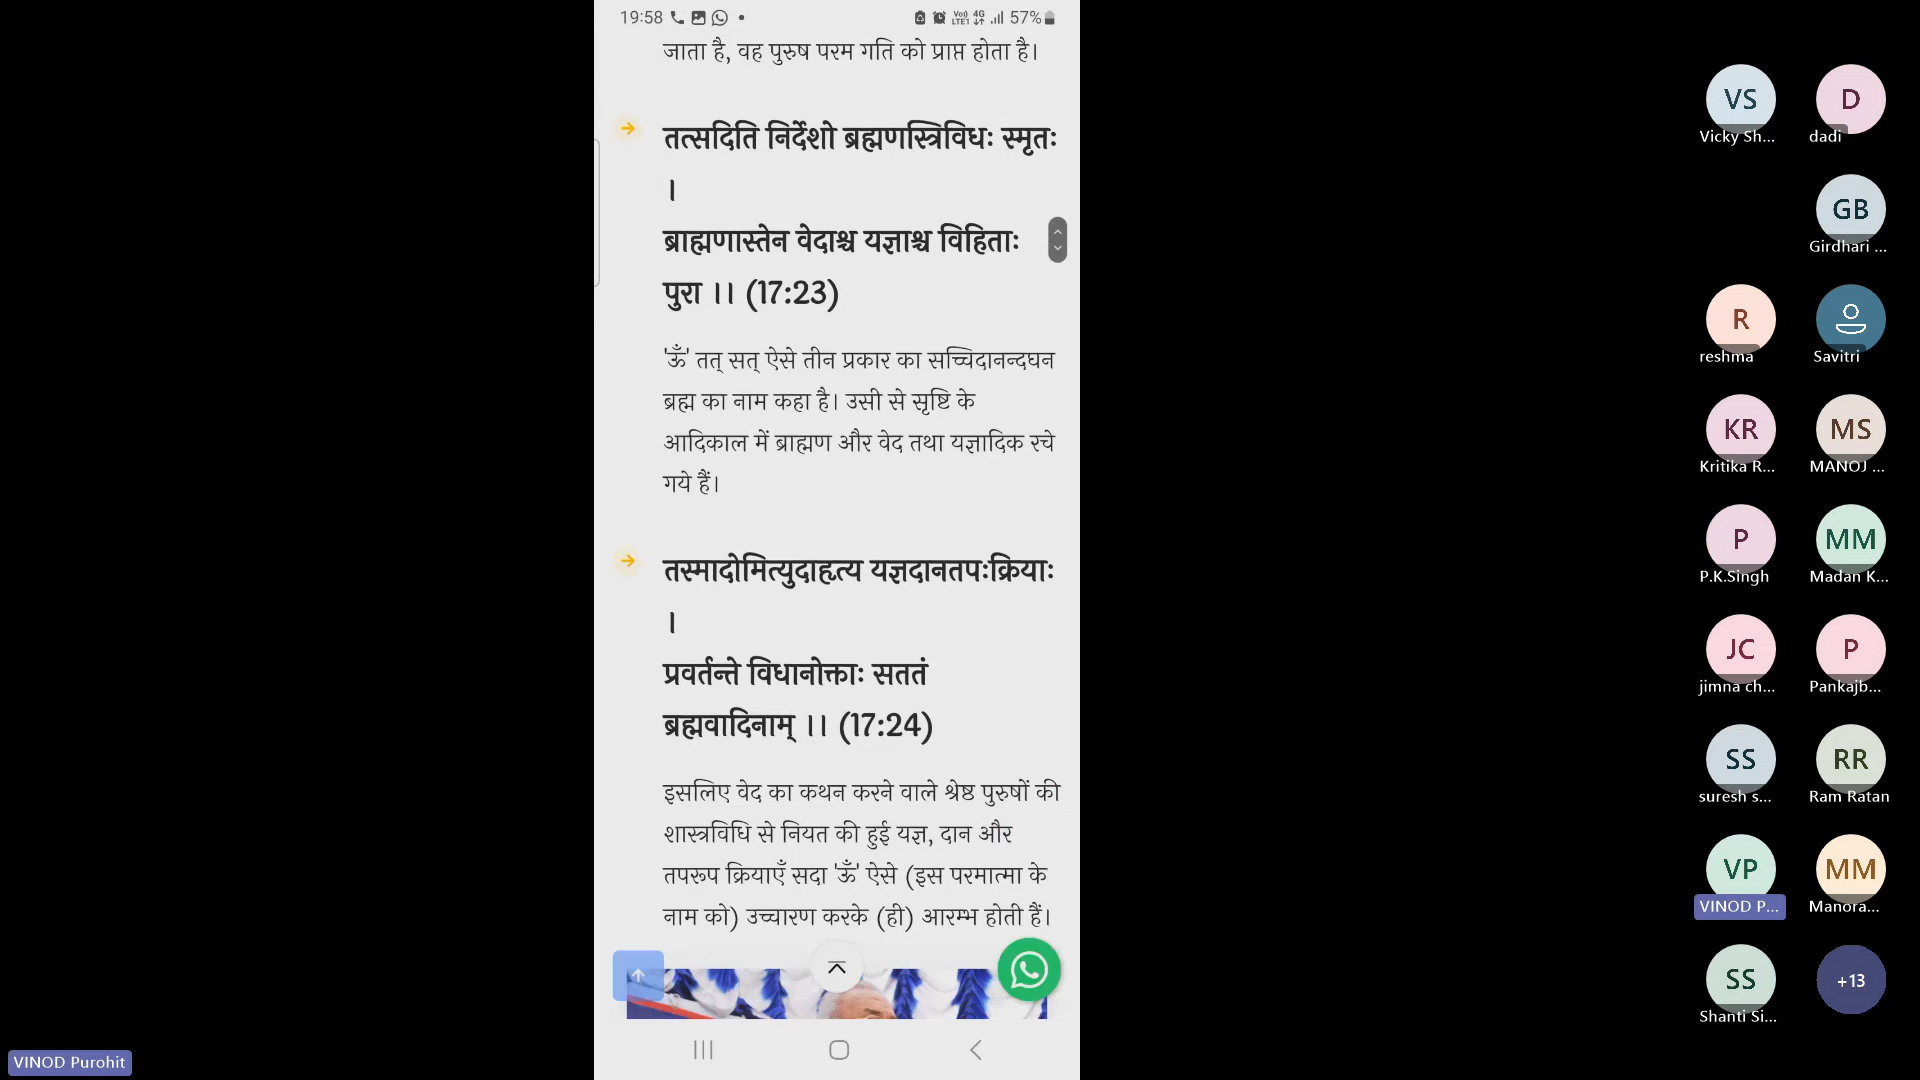 19:58
Vo)) LTE1 4G 57%
जाता है, वह पुरुष परम गति को प्राप्त होता है।
तत्सदिति निर्देशो ब्रह्मणस्त्रिविधः स्मृतः
।
ब्राह्मणास्तेन वेदाश्च यज्ञाश्च विहिताः
पुरा ।। (17:23)
'ऊँ' तत् सत् ऐसे तीन प्रकार का सच्चिदानन्दघन
ब्रह्म का नाम कहा है। उसी से सृष्टि के
आदिकाल में ब्राह्मण और वेद तथा यज्ञादिक रचे
गये हैं।
तस्मादोमित्युदाहृत्य यज्ञदानतपःक्रियाः
।
प्रवर्तन्ते विधानोक्ताः सततं
ब्रह्मवादिनाम् ।। (17:24)
इसलिए वेद का कथन करने वाले श्रेष्ठ पुरुषों की
शास्त्रविधि से नियत की हुई यज्ञ, दान और
तपरूप क्रियाएँ सदा 'ऊँ' ऐसे (इस परमात्मा के
नाम को) उच्चारण करके (ही) आरम्भ होती हैं।
VS D
Vicky Sh... dadi
GB
Girdhari ...
R
reshma Savitri
KR MS
Kritika R... MANOJ ...
P MM
P.K.Singh Madan K...
JC P
jimna ch... Pankajb...
SS RR
suresh s... Ram Ratan
VP MM
VINOD P... Manora...
SS +13
Shanti Si...
VINOD Purohit